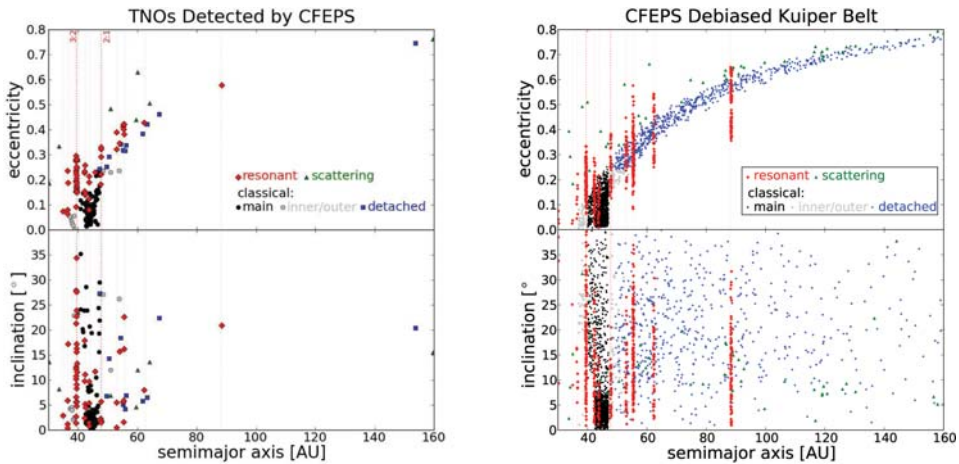 TNOs Detected by CFEPS
0.8
0.7
0.6
0.5
0.4
0.3
0.2
0.1
0.0
eccentricity
3:2
2:1
resonant
scattering
classical:
main
inner/outer
detached
35
30
25
20
15
10
5
0
inclination [°]
40
60
80
100
120
140
160
semimajor axis [AU]
CFEPS Debiased Kuiper Belt
0.8
0.7
0.6
0.5
0.4
0.3
0.2
0.1
0.0
eccentricity
resonant
scattering
classical:
main
inner/outer
detached
35
30
25
20
15
10
5
0
inclination [°
40
60
80
100
120
140
160
semimajor axis [AU]